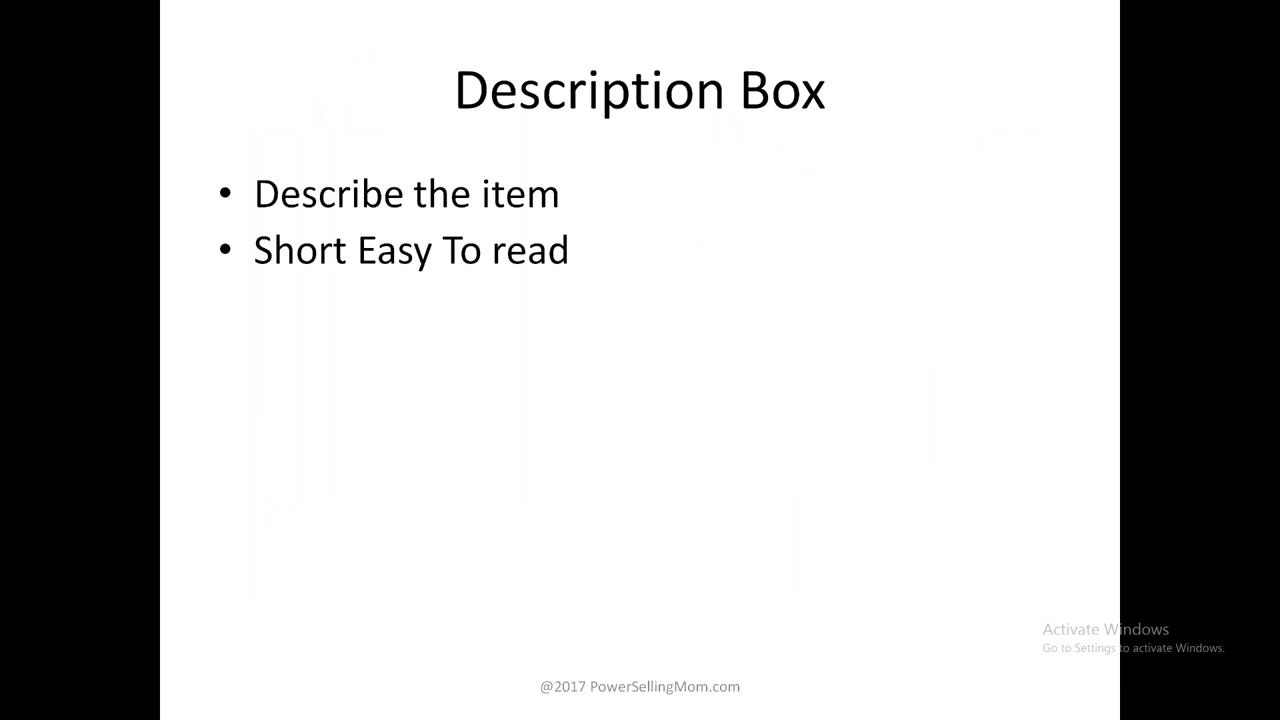 Description Box
• Describe the item
• Short Easy To read
Activate Windows
Go to Settings to activate Windows.
@2017 PowerSellingMom.com